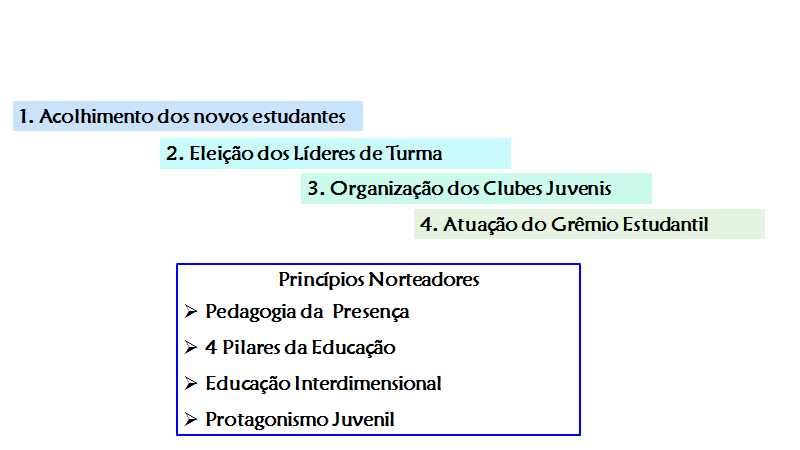 1. Acolhimento dos novos estudantes
2. Eleição dos Líderes de Turma
3. Organização dos Clubes Juvenis
4. Atuação do Grêmio Estudantil
Princípios Norteadores
➢ Pedagogia da  Presença
➢ 4 Pilares da Educação
➢ Educação Interdimensional
➢ Protagonismo Juvenil